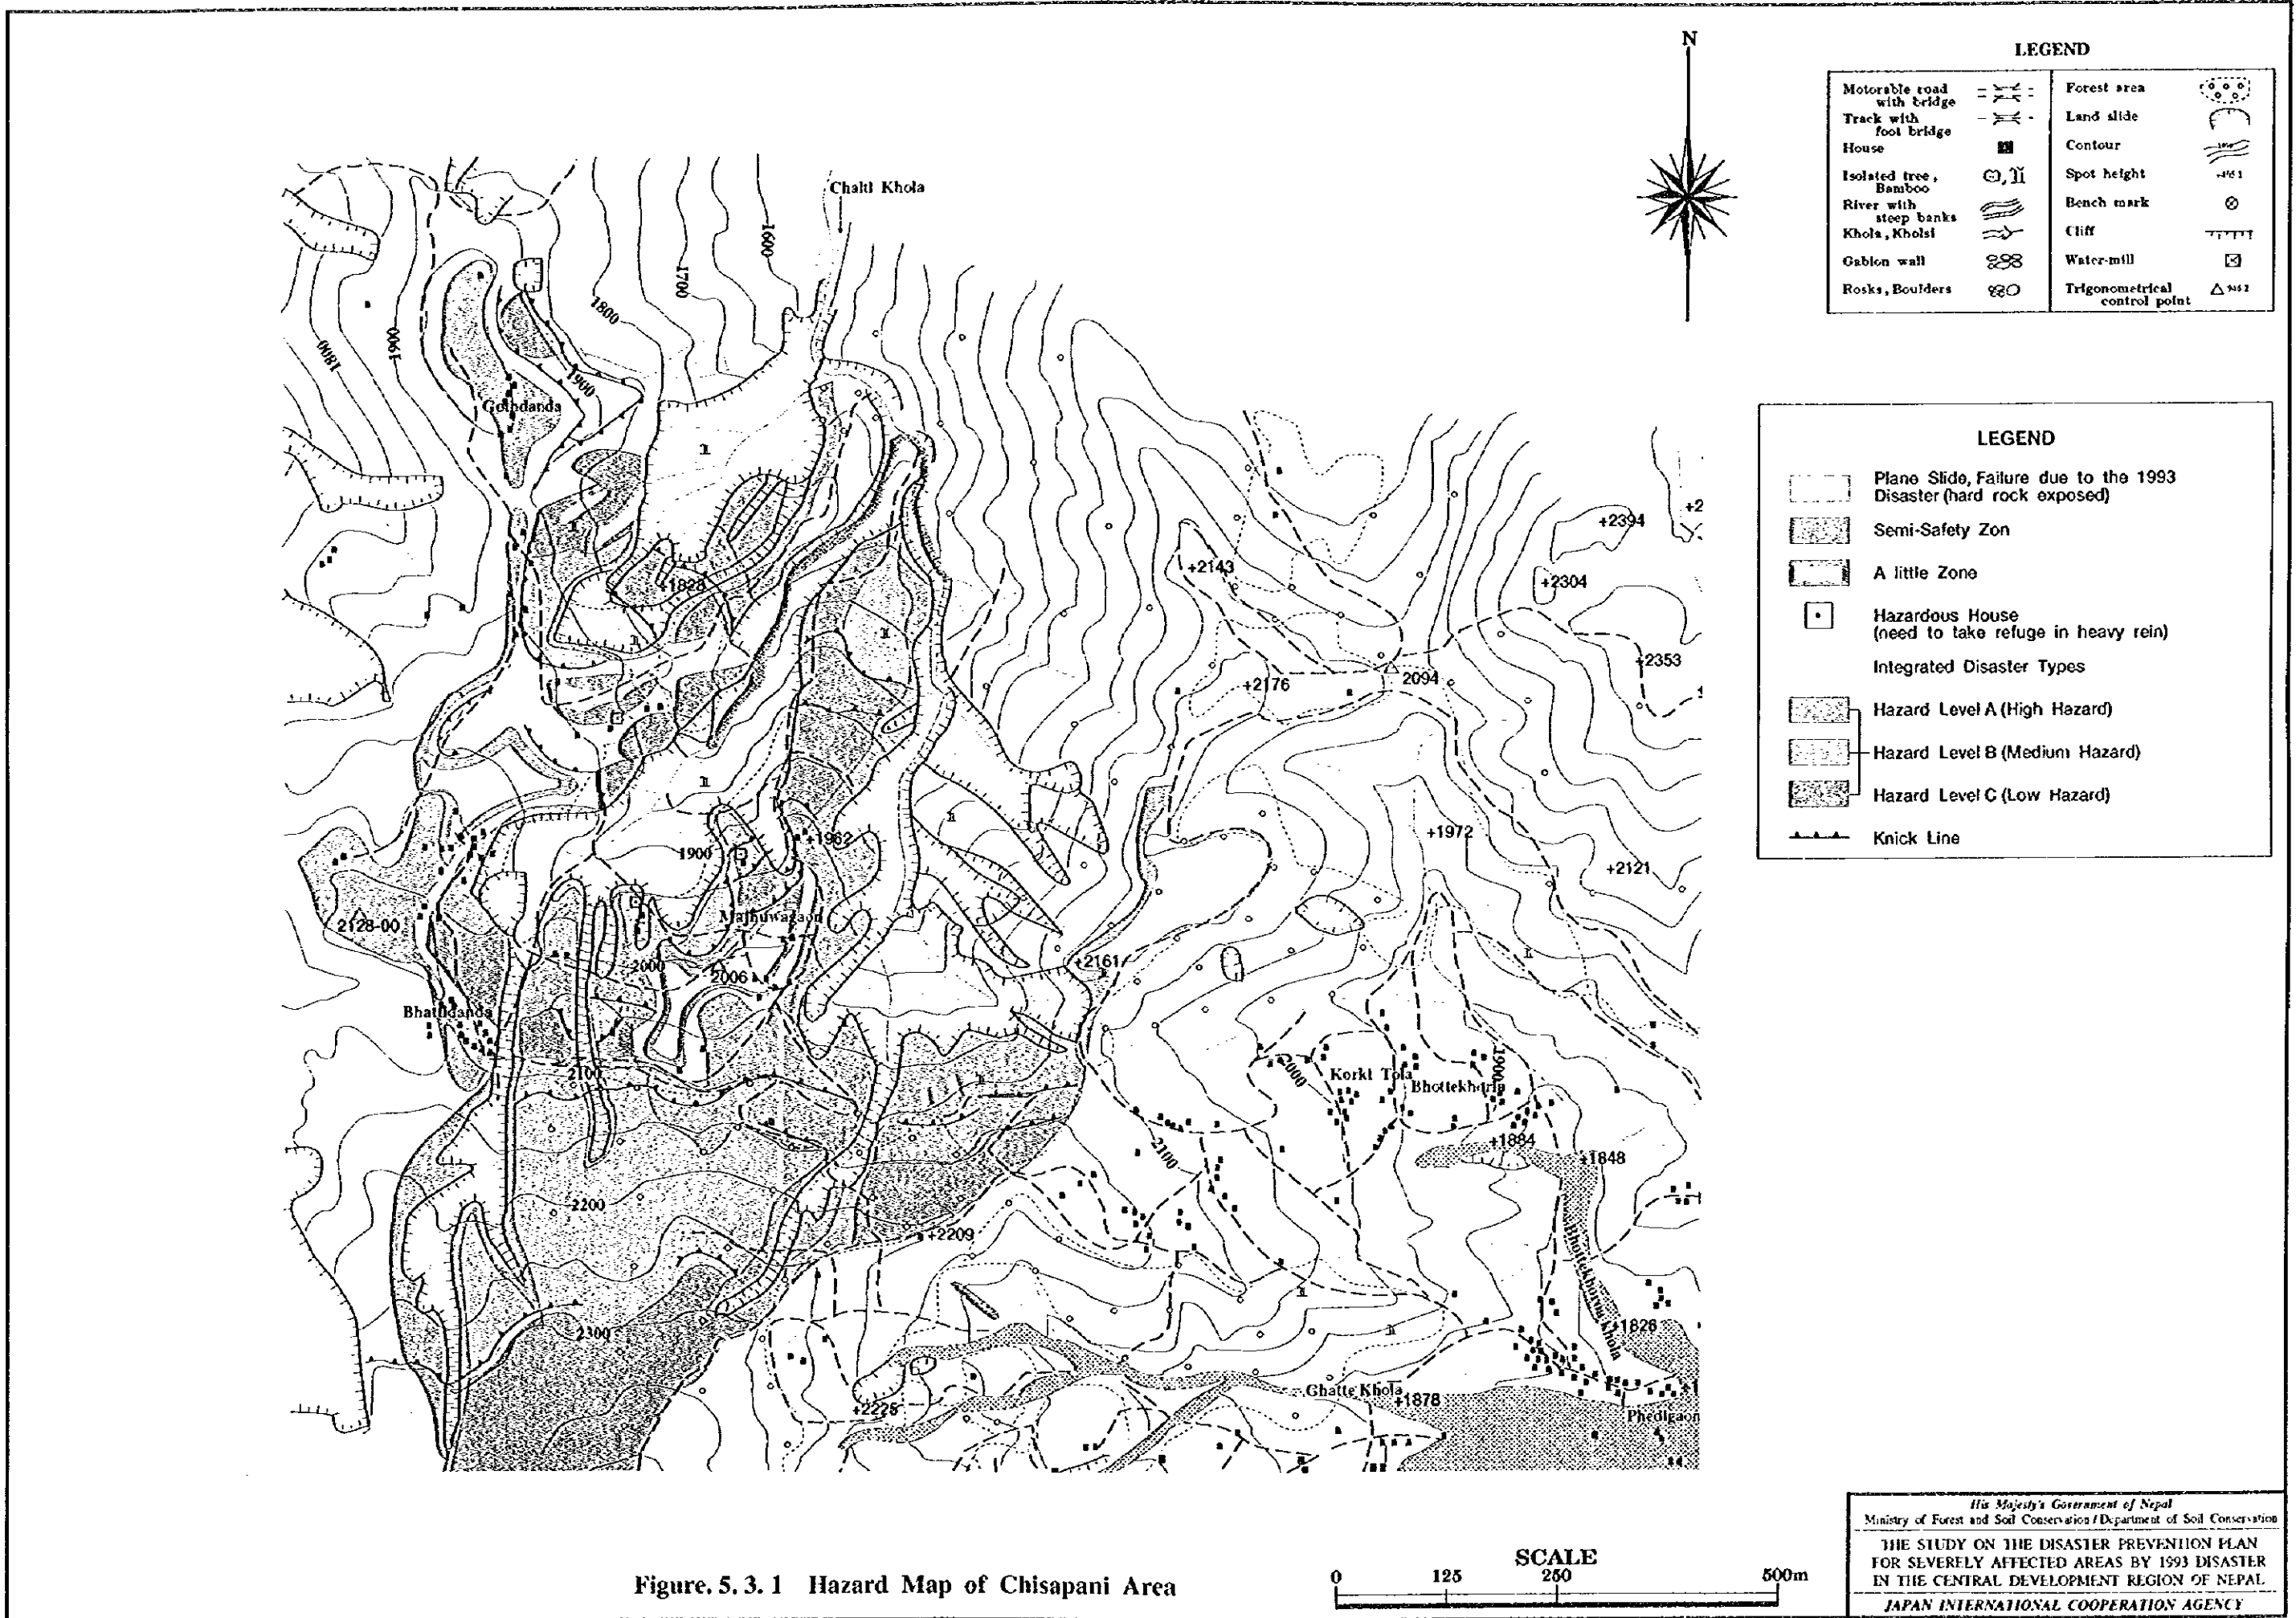 N
LEGEND
Motorable road
with bridge
Track with
foot bridge
House
Isolated tree,
Bamboo
River with
steep banks
Khola, Kholsi
Gabion wall
Rosks, Boulders
Forest area
Land slide
Contour
Spot height
Bench mark
Cliff
Water-mill
Trigonometrical
control point
LEGEND
Plane Slide, Failure due to the 1993
Disaster (hard rock exposed)
Semi-Safety Zon
A little Zone
Hazardous House
(need to take refuge in heavy rein)
Integrated Disaster Types
Hazard Level A (High Hazard)
Hazard Level B (Medium Hazard)
Hazard Level C (Low Hazard)
Knick Line
Chalti Khola
1600
1700
1800
1900
1800
1900
+2394
+2
+2143
+2304
+2353
+2176
2094
+1962
1900
+1972
+2121
2128-00
2000
2006
+2161
Bhattidanda
2000
Korki Tola
1900
2100
2100
+1884
+1848
2200
+2209
2300
+1826
Ghatte Khola
+1878
+2225
Phedigaon
Figure. 5. 3. 1 Hazard Map of Chisapani Area
SCALE
0 125 250 500m
His Majesty's Government of Nepal
Ministry of Forest and Soil Conservation / Department of Soil Conservation
THE STUDY ON THE DISASTER PREVENTION PLAN
FOR SEVERELY AFFECTED AREAS BY 1993 DISASTER
IN THE CENTRAL DEVELOPMENT REGION OF NEPAL
JAPAN INTERNATIONAL COOPERATION AGENCY